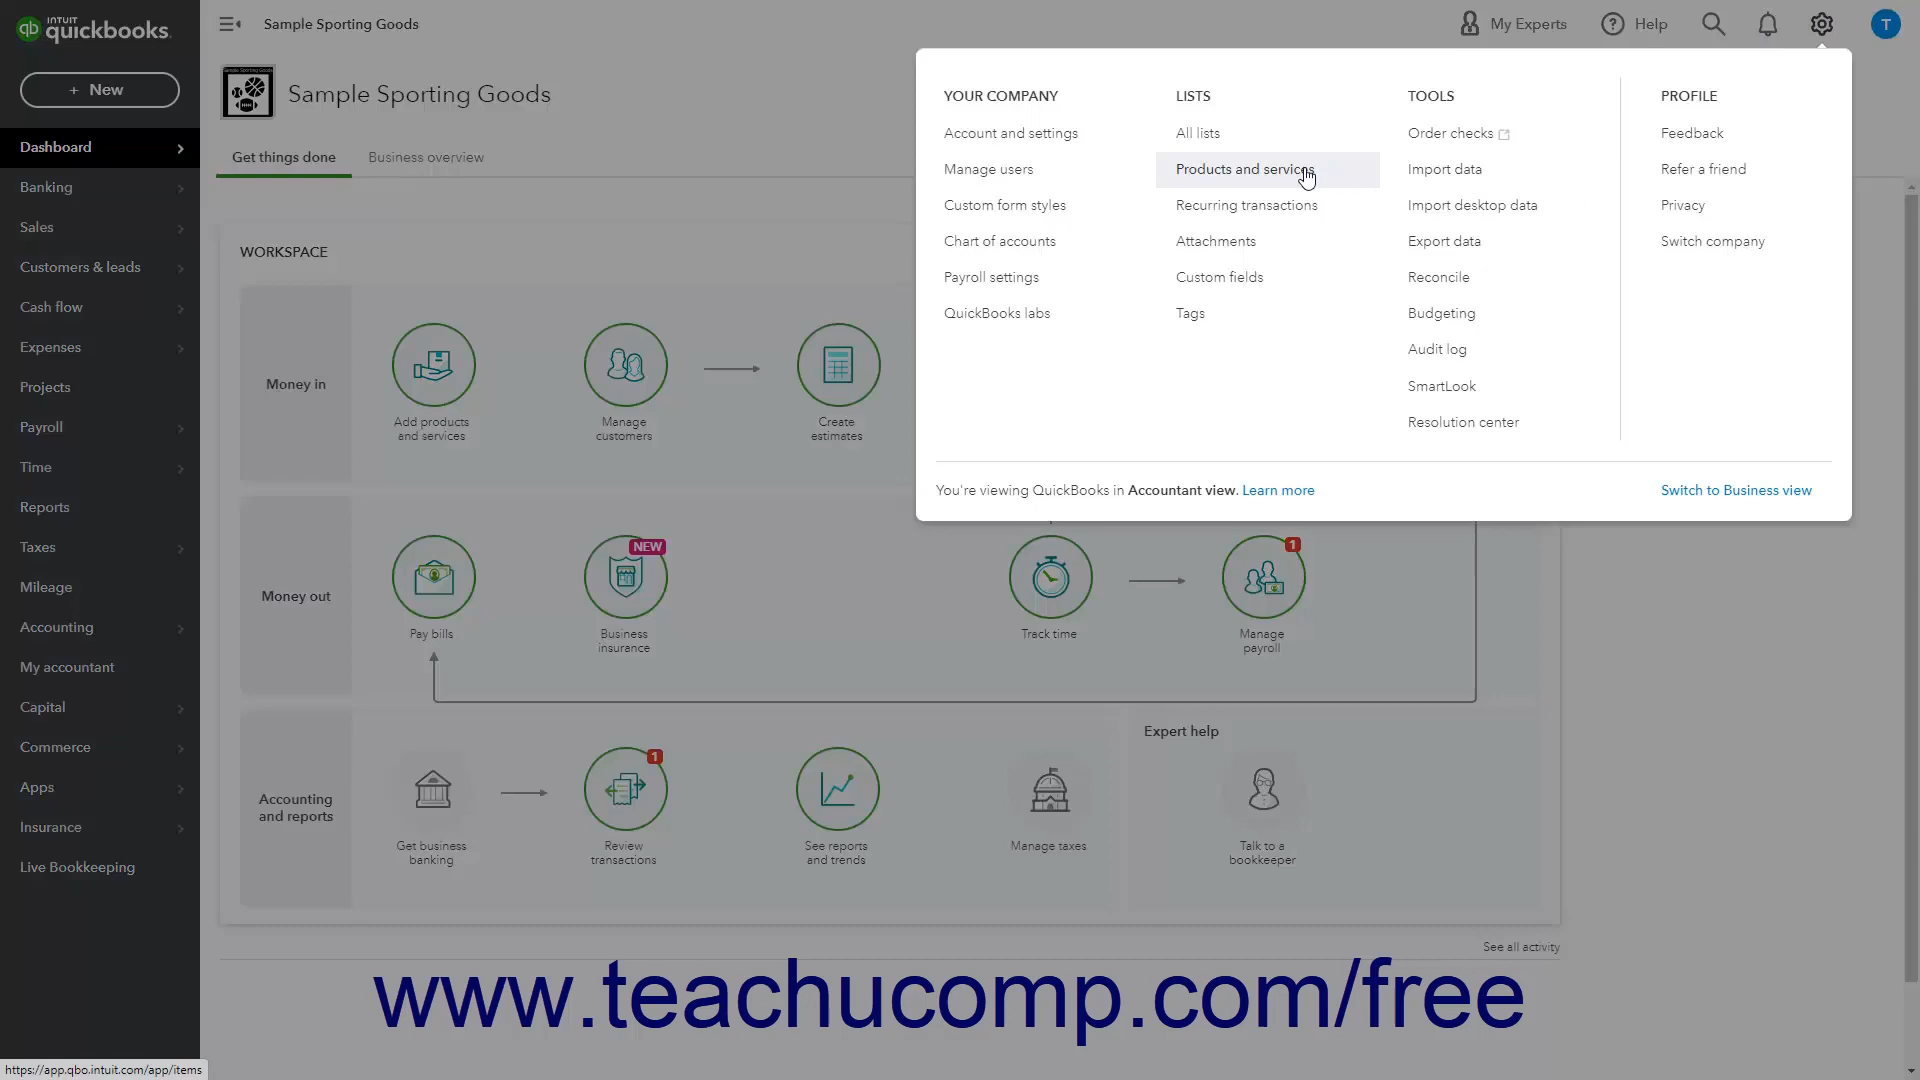 INTUIT
quickbooks.
+ New
Dashboard
Banking
Sales
Customers & leads
Cash flow
Expenses
Projects
Payroll
Time
Reports
Taxes
Mileage
Accounting
My accountant
Capital
Commerce
Apps
Insurance
Live Bookkeeping
https://app.qbo.intuit.com/app/items
Sample Sporting Goods
My Experts
Help
T
Sample Sporting Goods
Get things done
Business overview
YOUR COMPANY
Account and settings
Manage users
Custom form styles
Chart of accounts
Payroll settings
QuickBooks labs
LISTS
All lists
Products and services
Recurring transactions
Attachments
Custom fields
Tags
TOOLS
Order checks
Import data
Import desktop data
Export data
Reconcile
Budgeting
Audit log
SmartLook
Resolution center
PROFILE
Feedback
Refer a friend
Privacy
Switch company
You're viewing QuickBooks in Accountant view. Learn more
Switch to Business view
WORKSPACE
Money in
Add products
and services
Manage
customers
Create
estimates
Money out
Pay bills
NEW
Business
insurance
Track time
1
Manage
payroll
Accounting
and reports
Get business
banking
1
Review
transactions
See reports
and trends
Manage taxes
Expert help
Talk to a
bookkeeper
See all activity
www.teachucomp.com/free